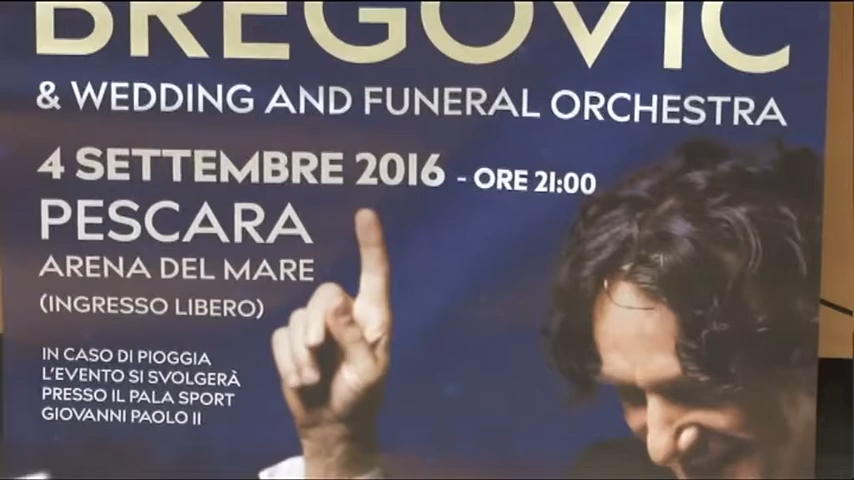 BREGOVIC
& WEDDING AND FUNERAL ORCHESTRA
4 SETTEMBRE 2016 - ORE 21:00
PESCARA
ARENA DEL MARE
(INGRESSO LIBERO)
IN CASO DI PIOGGIA
L'EVENTO SI SVOLGERÀ
PRESSO IL PALA SPORT
GIOVANNI PAOLO II